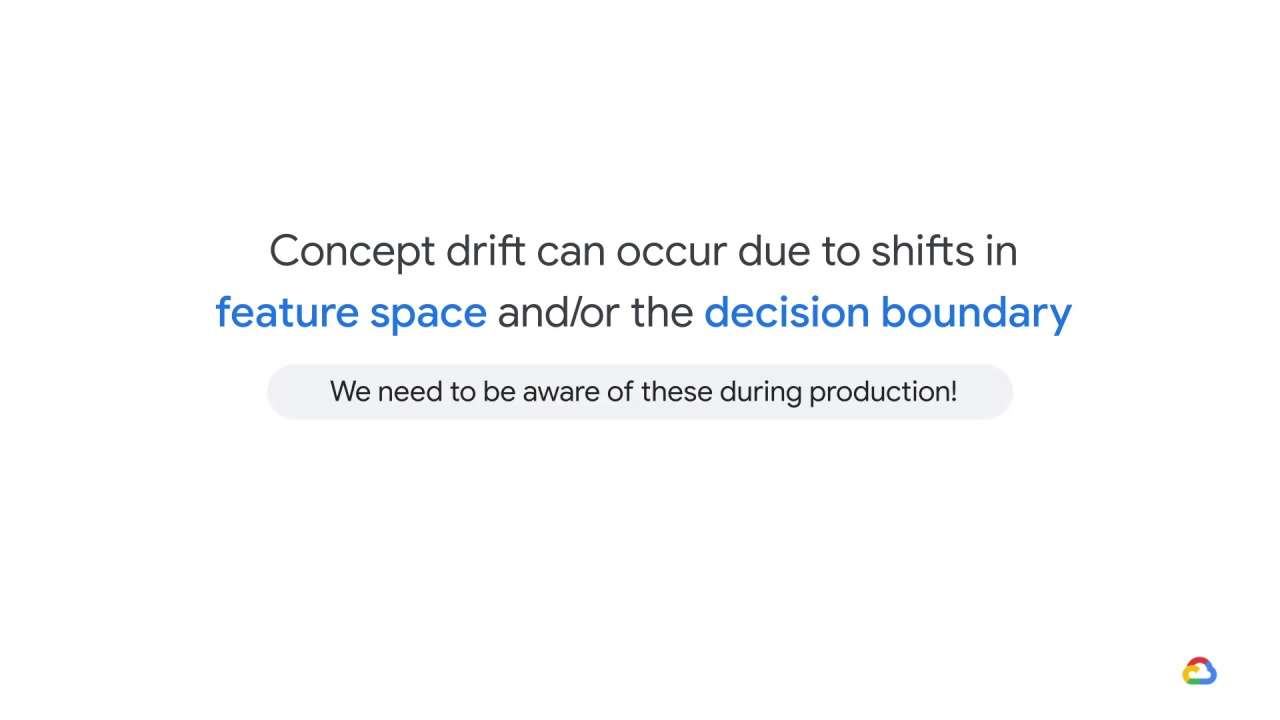 Concept drift can occur due to shifts in
feature space and/or the decision boundary
We need to be aware of these during production!